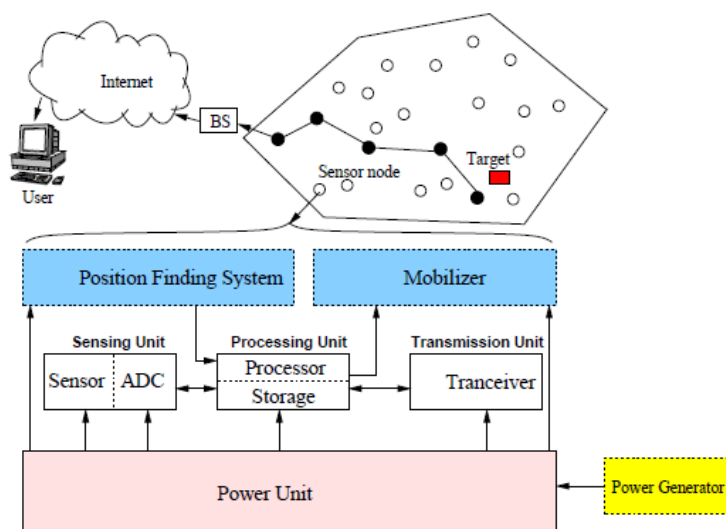 Internet
BS
Target
Sensor node
User
Position Finding System
Mobilizer
Sensing Unit
Processing Unit
Transmission Unit
Sensor
ADC
Processor
Storage
Tranceiver
Power Unit
Power Generator